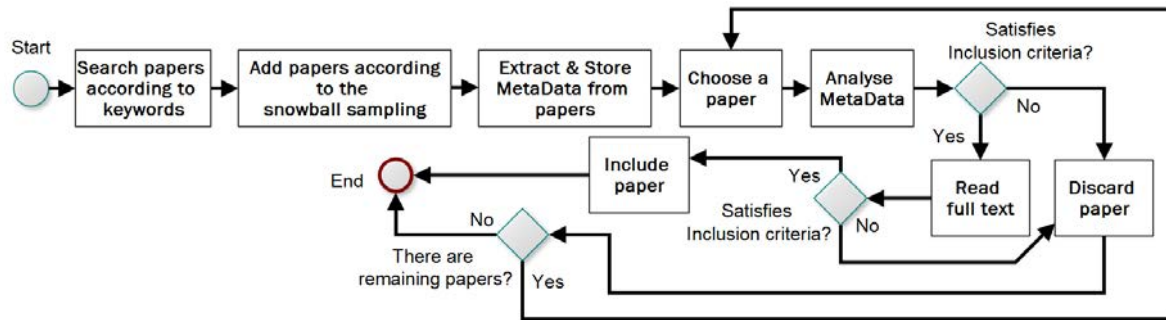 Start
Search papers
according to
keywords
Add papers according
to the
snowball sampling
Extract & Store
MetaData from
papers
Choose a
paper
Analyse
MetaData
Satisfies
Inclusion criteria?
No
Yes
Include
paper
Yes
Read
full text
Discard
paper
End
No
Satisfies
Inclusion criteria?
No
There are
remaining papers?
Yes